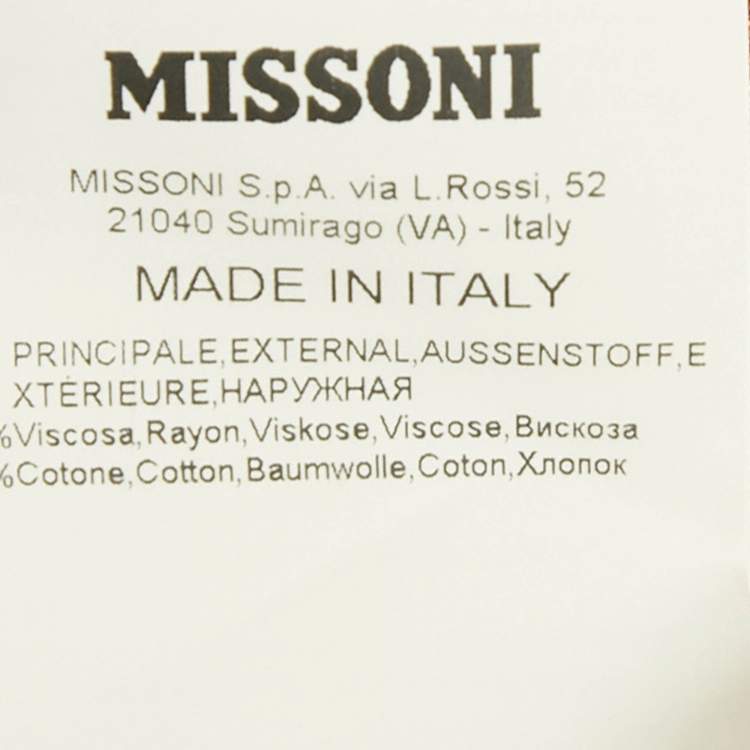 MISSONI
MISSONI S.p.A. via L.Rossi, 52
21040 Sumirago (VA) - Italy
MADE IN ITALY
PRINCIPALE,EXTERNAL,AUSSENSTOFF,E
XTÈRIEURE,НАРУЖНАЯ
%Viscosa,Rayon,Viskose,Viscose,Вискоза
%Cotone,Cotton,Baumwolle,Coton,Хлопок